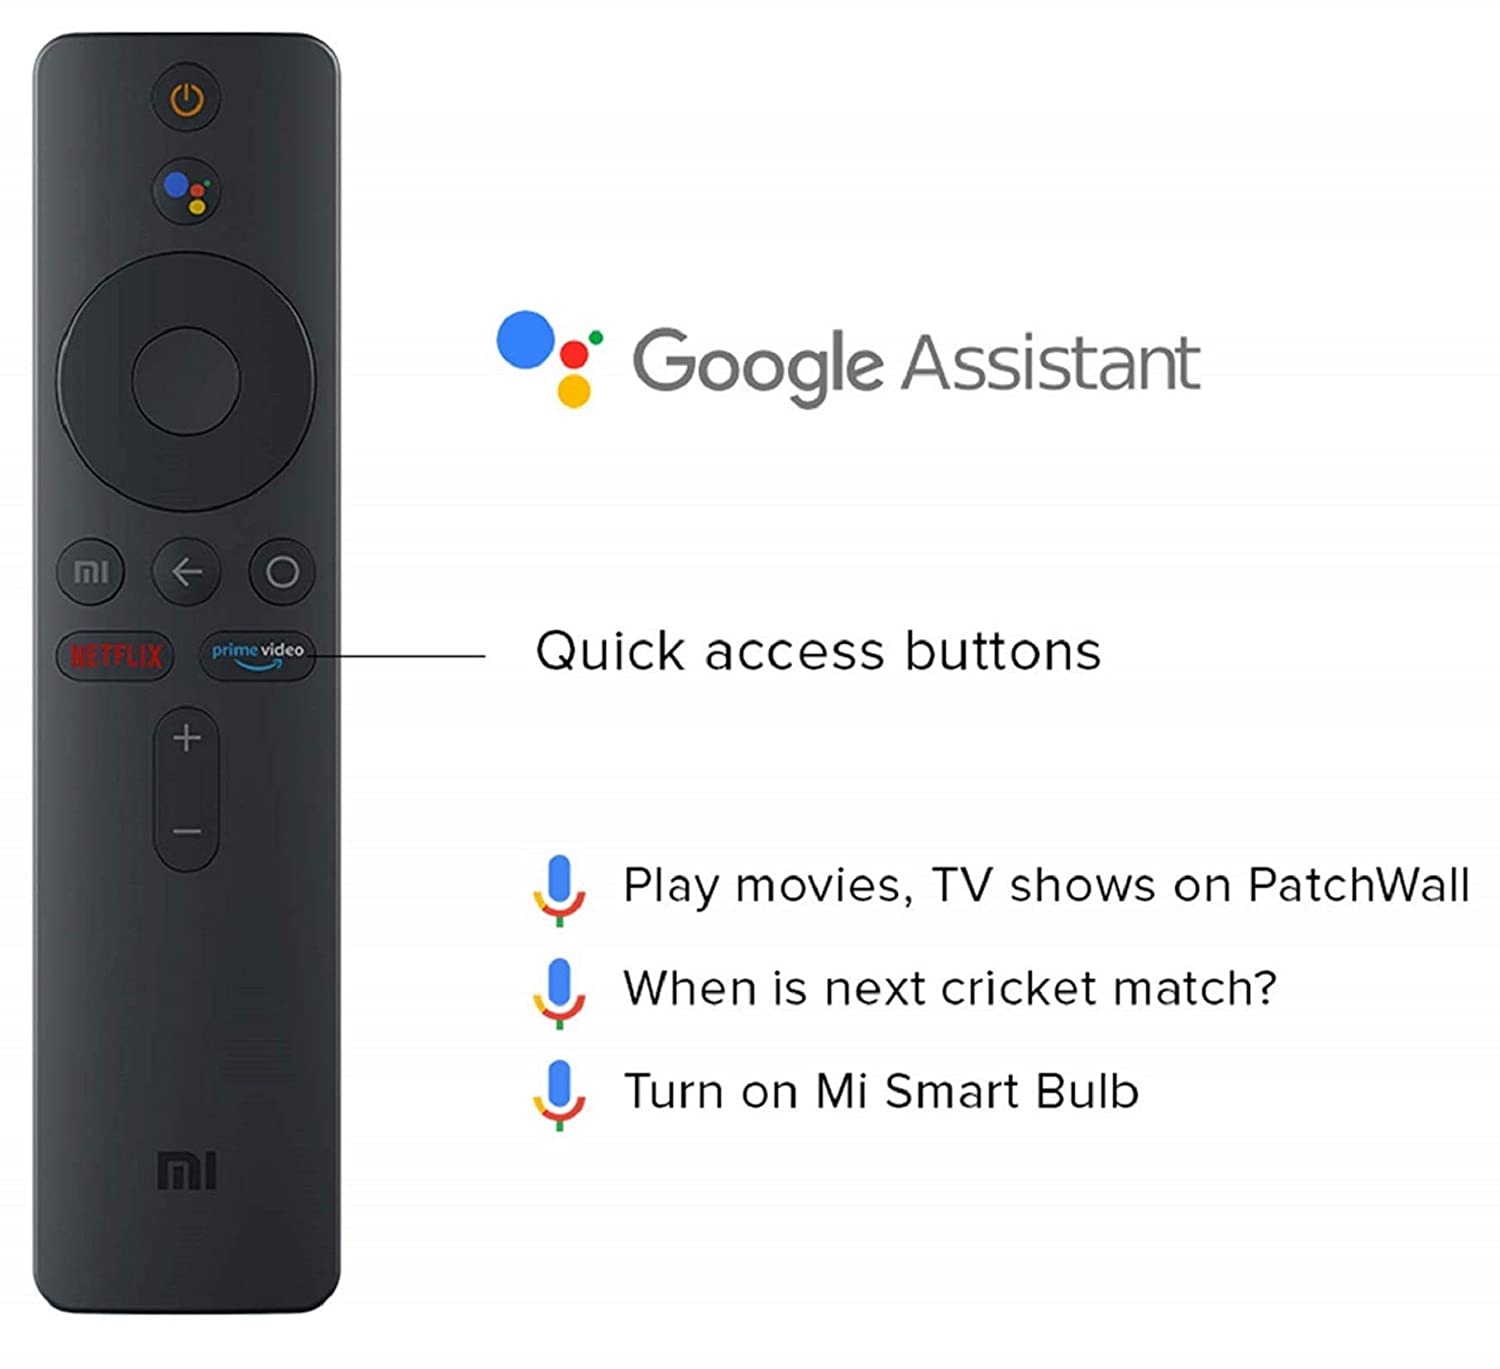 Google Assistant
mi
NETFLIX
prime video
Quick access buttons
+
−
Play movies, TV shows on PatchWall
When is next cricket match?
Turn on Mi Smart Bulb
mi